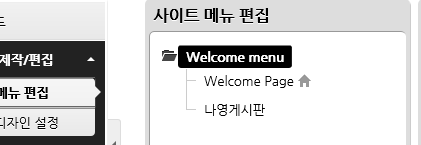 사이트 메뉴 편집
드
제작/편집
메뉴 편집
디자인 설정
Welcome menu
Welcome Page
나영게시판